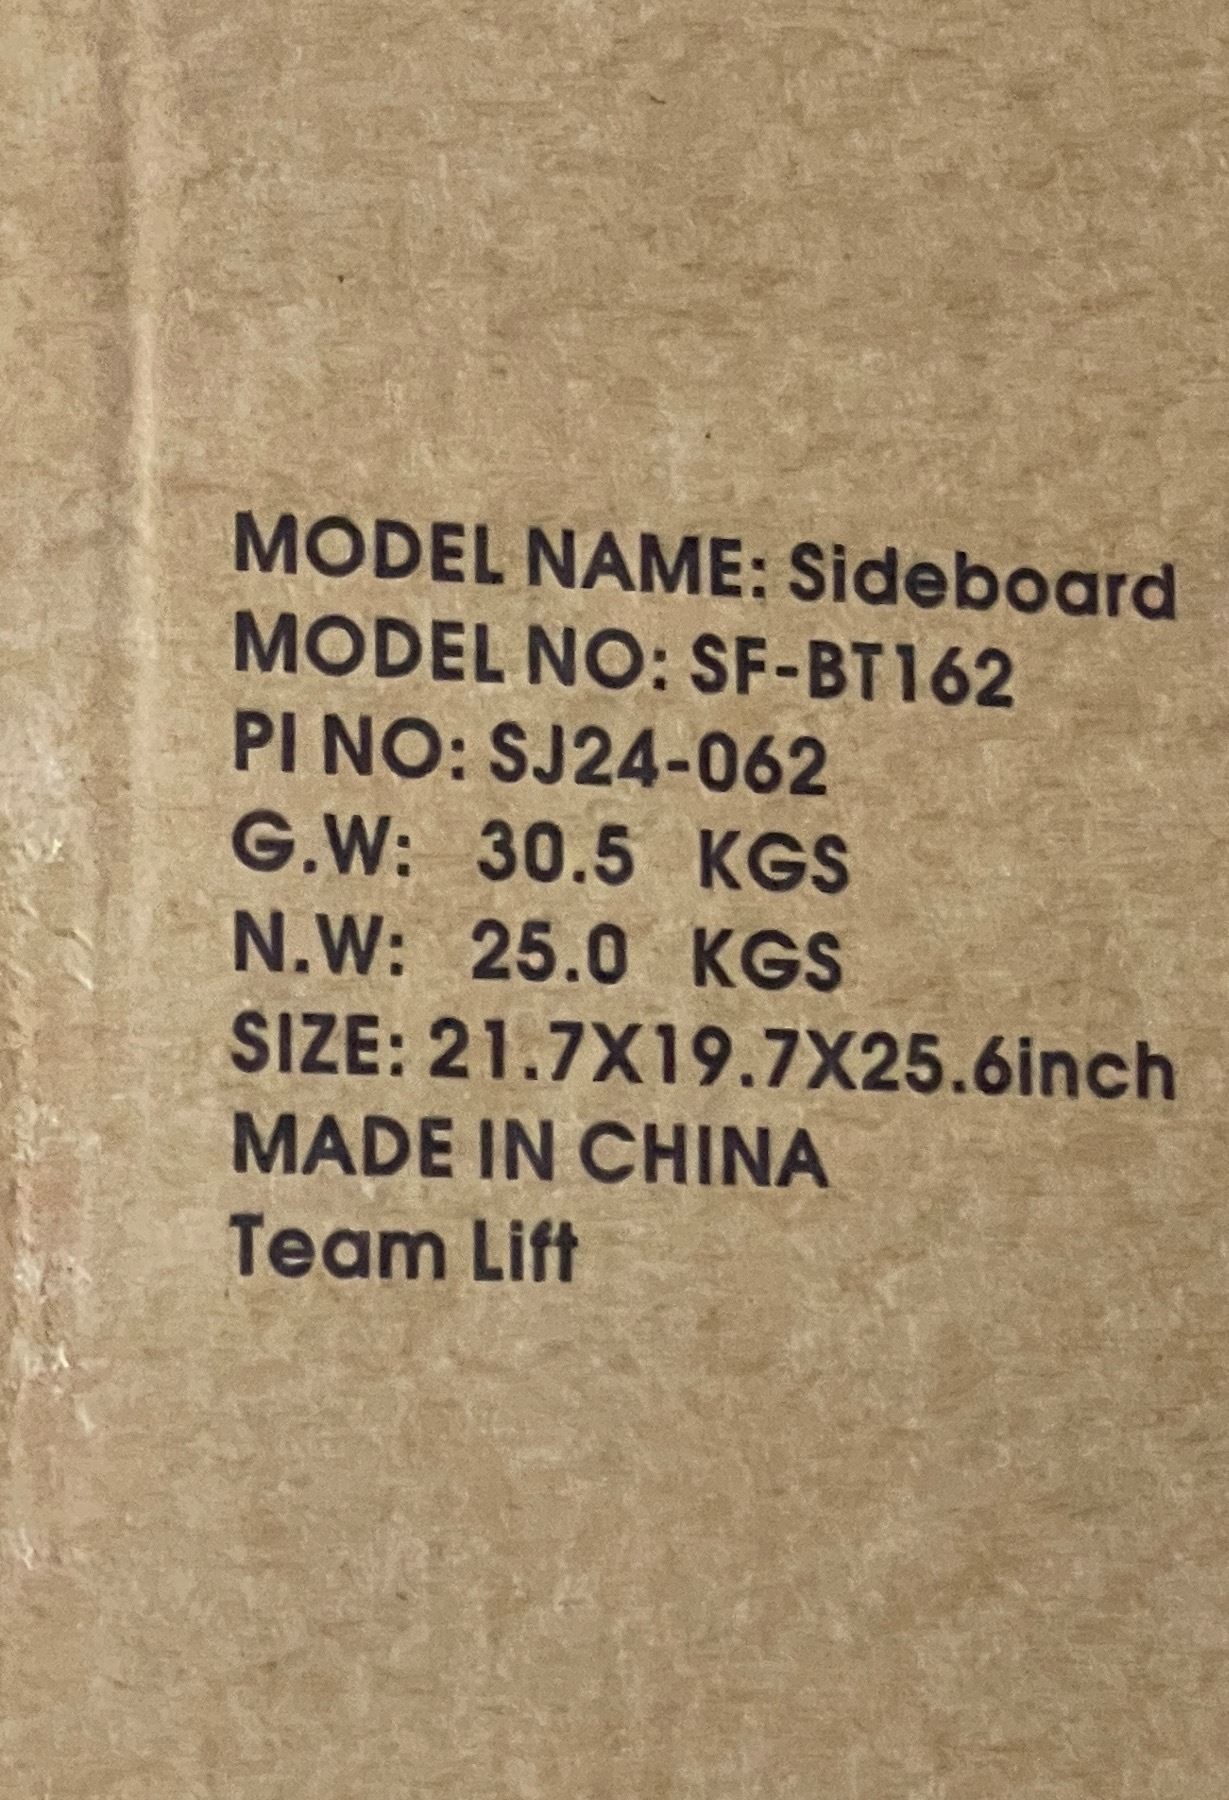 MODEL NAME: Sideboard
MODEL NO: SF-BT162
PI NO: SJ24-062
G.W: 30.5 KGS
N.W: 25.0 KGS
SIZE: 21.7X19.7X25.6inch
MADE IN CHINA
Team Lift